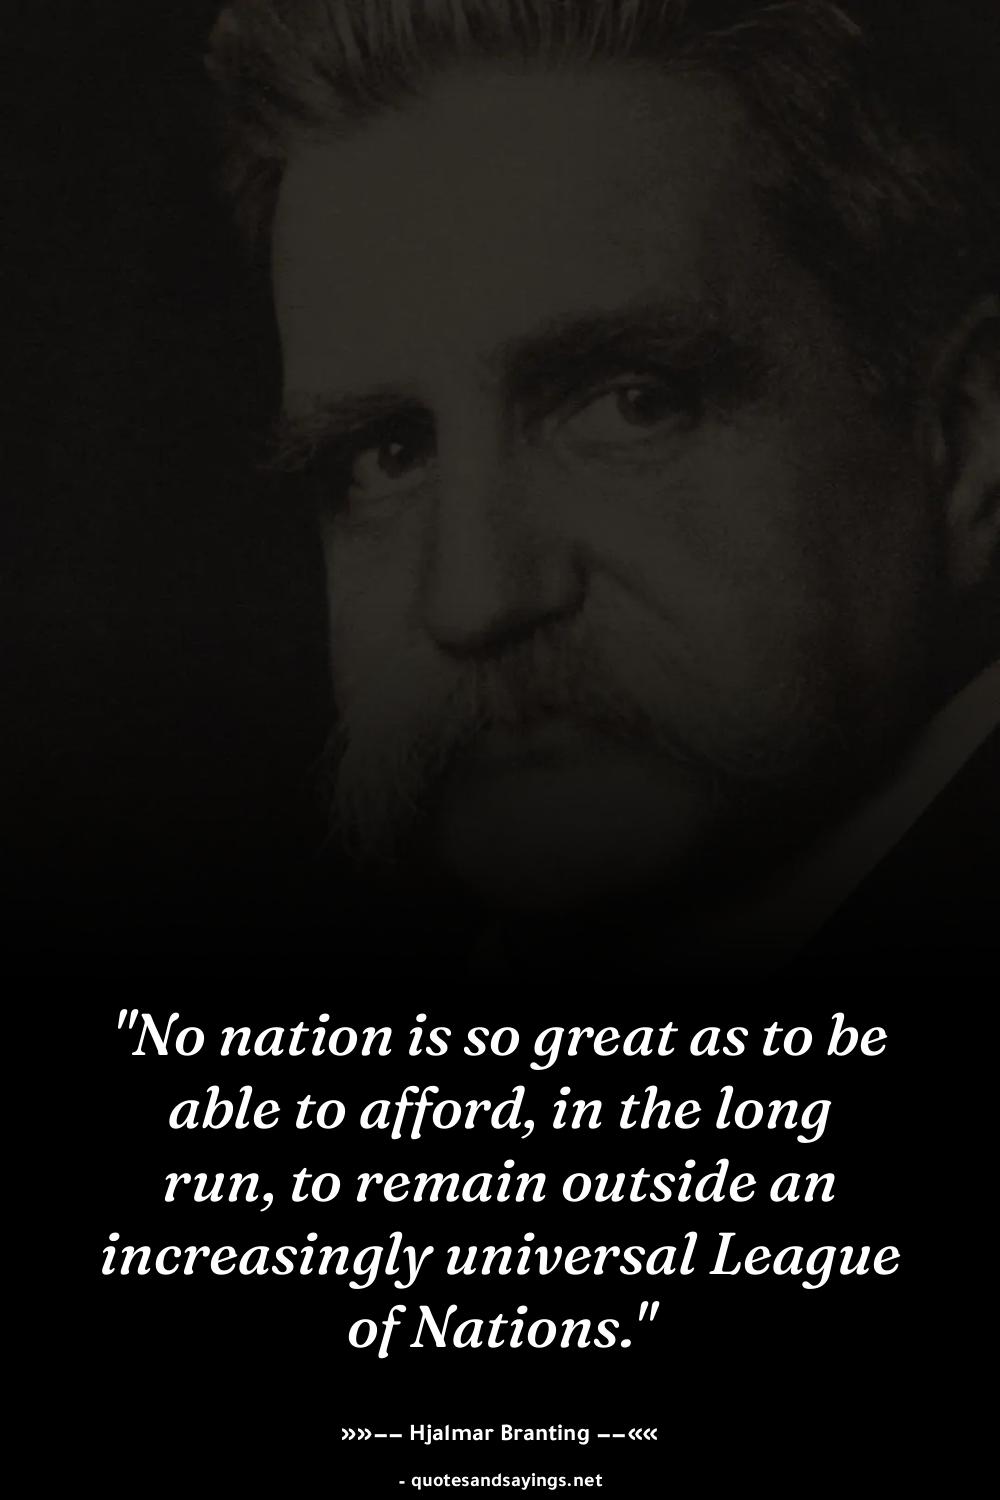 "No nation is so great as to be
able to afford, in the long
run, to remain outside an
increasingly universal League
of Nations."
»»–– Hjalmar Branting ––««
- quotesandsayings.net